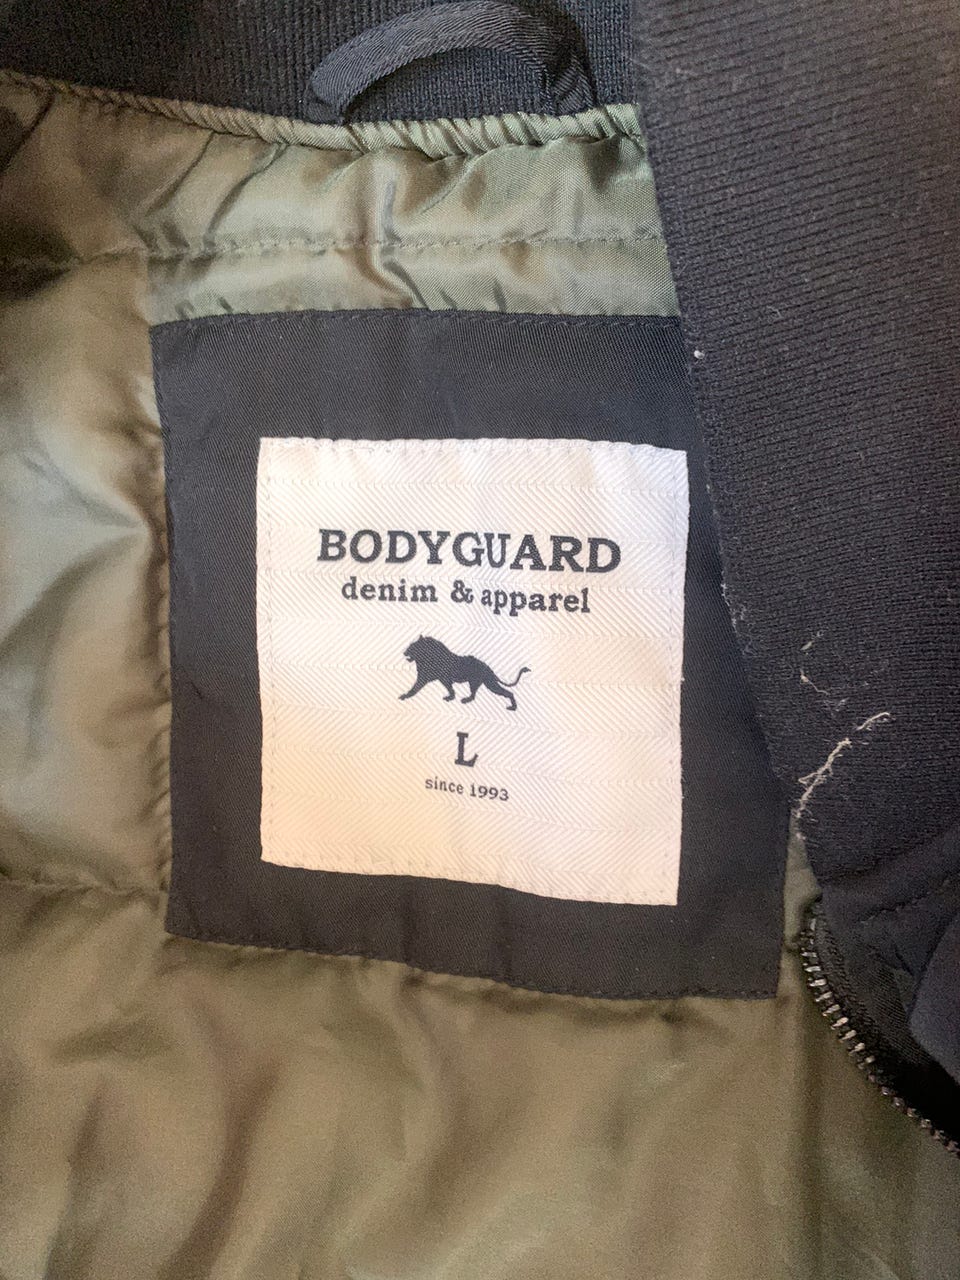 BODYGUARD
denim & apparel
L
since 1993